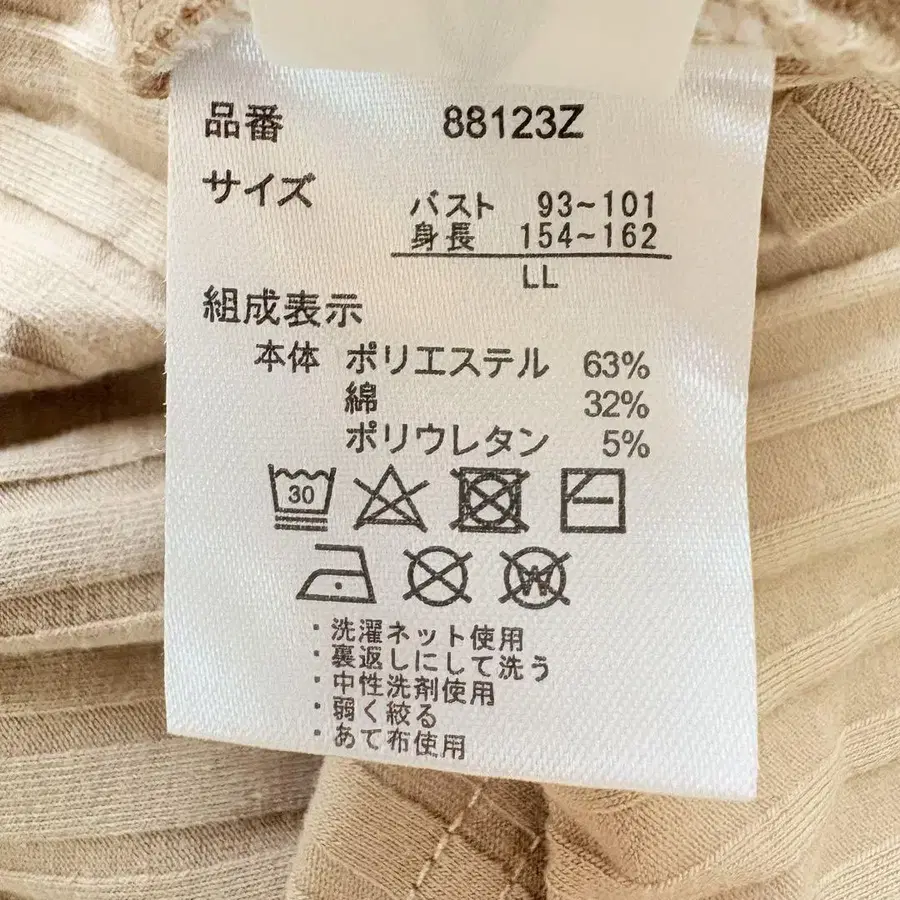 品番 88123Z
サイズ
バスト 93~101
身長 154~162
LL
組成表示
本体 ポリエステル 63%
綿 32%
ポリウレタン 5%
30
W
・洗濯ネット使用
・裏返しにして洗う
・中性洗剤使用
・弱く絞る
・あて布使用